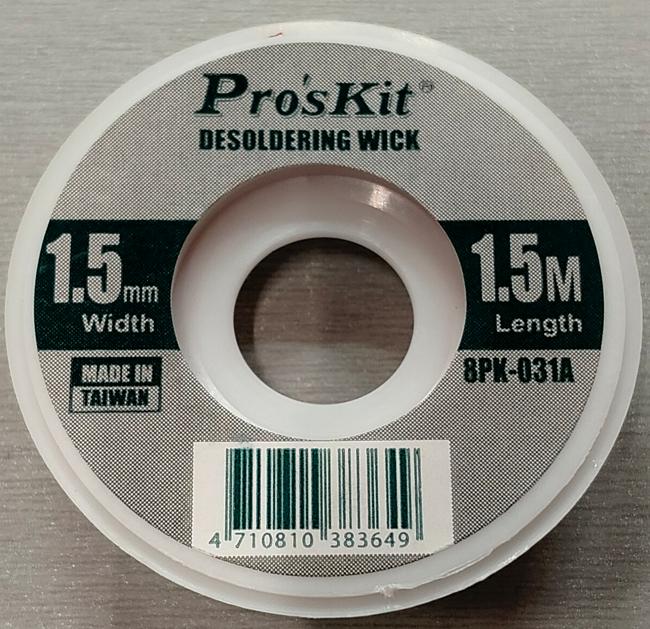 Pro'sKit®
DESOLDERING WICK
1.5mm
Width
1.5M
Length
8PK-031A
MADE IN
TAIWAN
4 710810 383649